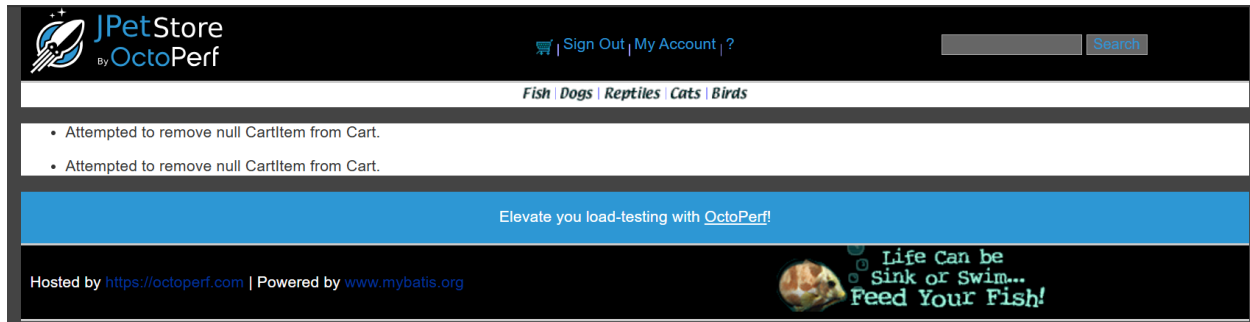 JPetStore
By OctoPerf
| Sign Out | My Account | ?
Search
Fish | Dogs | Reptiles | Cats | Birds
• Attempted to remove null CartItem from Cart.
• Attempted to remove null CartItem from Cart.
Elevate you load-testing with OctoPerf!
Hosted by https://octoperf.com | Powered by www.mybatis.org
Life Can be
Sink or Swim...
Feed Your Fish!